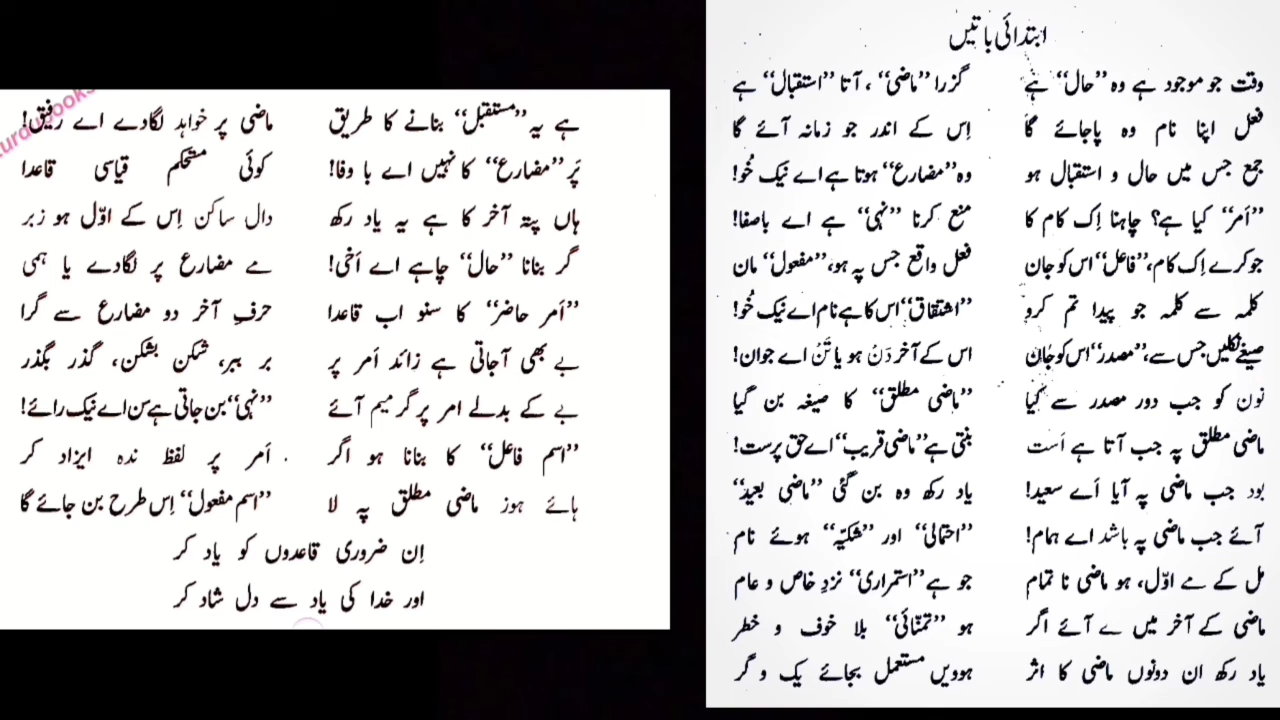 ابتدائی باتیں
وقت جو موجود ہے وہ ”حال“ ہے گزرا ”ماضی“، آتا ”استقبال“ ہے
فعل اپنا نام وہ پاجائے گا اِس کے اندر جو زمانہ آئے گا
جمع جس میں حال و استقبال ہو وہ ”مضارع“ ہوتا ہے اے نیک خُو!
”اَمر“ کیا ہے؟ چاہنا اِک کام کا منع کرنا ”نہی“ ہے اے باصفا!
جو کرے اِک کام، ”فاعل“ اس کو جان فعل واقع جس پہ ہو، ”مفعول“ مان
کلمہ سے کلمہ جو پیدا تم کرو ”اشتقاق“ اس کا ہے نام اے نیک خُو!
صیغے نکلیں جس سے، ”مصدر“ اس کو جان اس کے آخر دَنْ ہو یا تَنْ اے جوان!
نون کو جب دور مصدر سے کیا ”ماضی مطلق“ کا صیغہ بن گیا
ماضی مطلق پہ جب آتا ہے اَست بنتی ہے ”ماضی قریب“ اے حق پرست!
بود جب ماضی پہ آیا اَے سعید! یاد رکھ وہ بن گئی ”ماضی بعید“
آئے جب ماضی پہ باشد اے ہمام! ”احتمالی“ اور ”شکیّہ“ ہوئے نام
مل کے مے اوّل، ہو ماضی نا تمام جو ہے ”استمراری“ نزدِ خاص و عام
ماضی کے آخر میں ے آئے اگر ہو ”تمنّائی“ بلا خوف و خطر
یاد رکھ ان دونوں ماضی کا اثر ہوویں مستعمل بجائے یک و گر
urdu books
ہے یہ ”مستقبل“ بنانے کا طریق ماضی پر خواہد لگادے اے رفیق!
پَر ”مضارع“ کا نہیں اے با وفا! کوئی مستحکم قیاسی قاعدا
ہاں پتہ آخر کا ہے یہ یاد رکھ دال ساکن اِس کے اوّل ہو زبر
گر بنانا ”حال“ چاہے اے اَخی! مے مضارع پر لگادے یا ہمی
”اَمر حاضر“ کا سنو اب قاعدا حرفِ آخر دو مضارع سے گرا
بے بھی آجاتی ہے زائد اَمر پر بر ببر، شکن بشکن، گذر بگذر
بے کے بدلے امر پر گر میم آئے ”نہی“ بن جاتی ہے سن اے نیک رائے!
”اسم فاعل“ کا بنانا ہو اگر اَمر پر لفظ ندہ ایزاد کر
ہائے ہوز ماضی مطلق پہ لا ”اسم مفعول“ اِس طرح بن جائے گا
اِن ضروری قاعدوں کو یاد کر
اور خدا کی یاد سے دل شاد کر